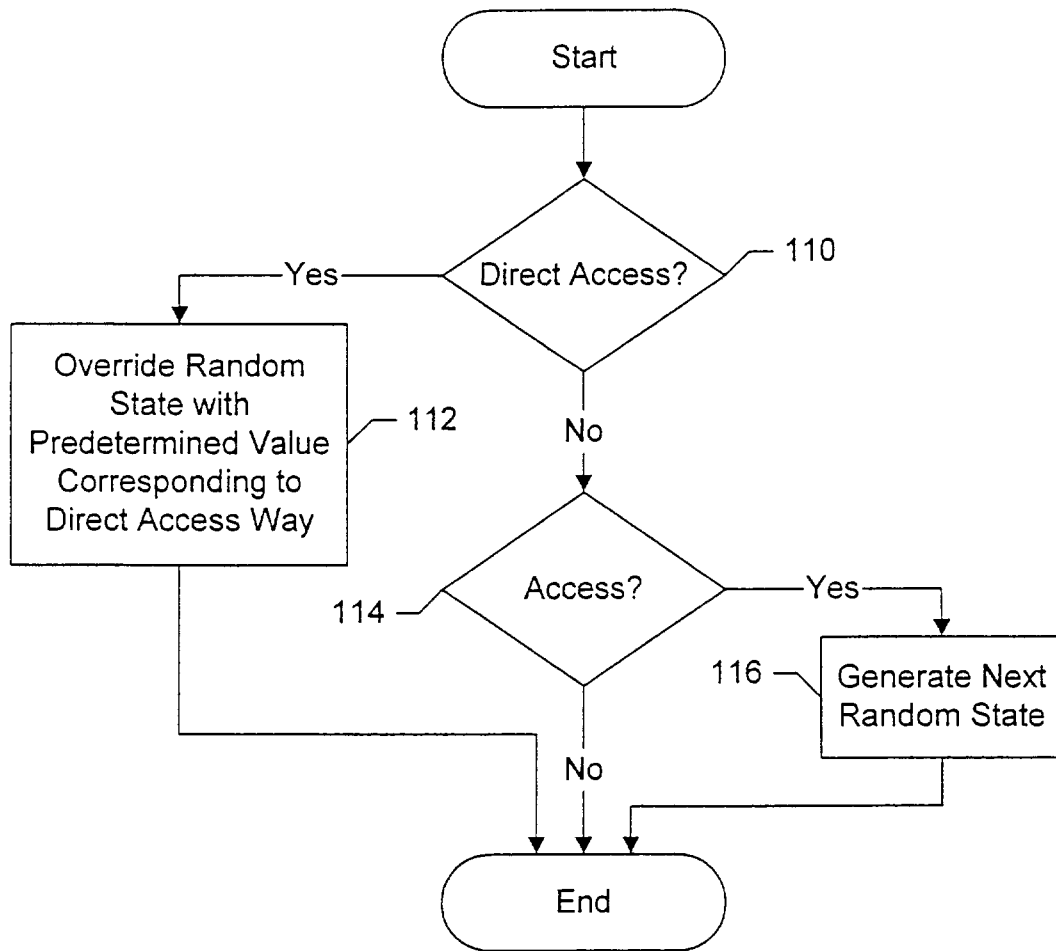 Start
Direct Access?
110
Yes
Override Random
State with
Predetermined Value
Corresponding to
Direct Access Way
112
No
Access?
114
Yes
116
Generate Next
Random State
No
End